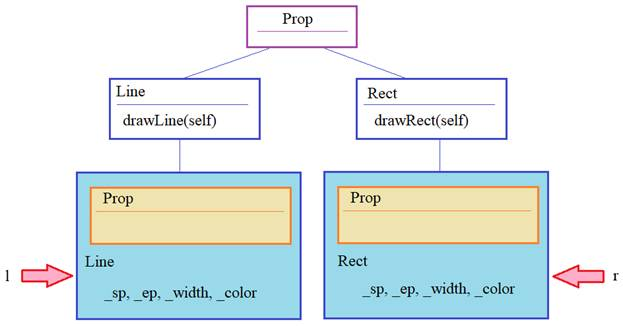 Prop
Line
drawLine(self)
Rect
drawRect(self)
Prop
Line
_sp, _ep, _width, _color
l
Prop
Rect
_sp, _ep, _width, _color
r